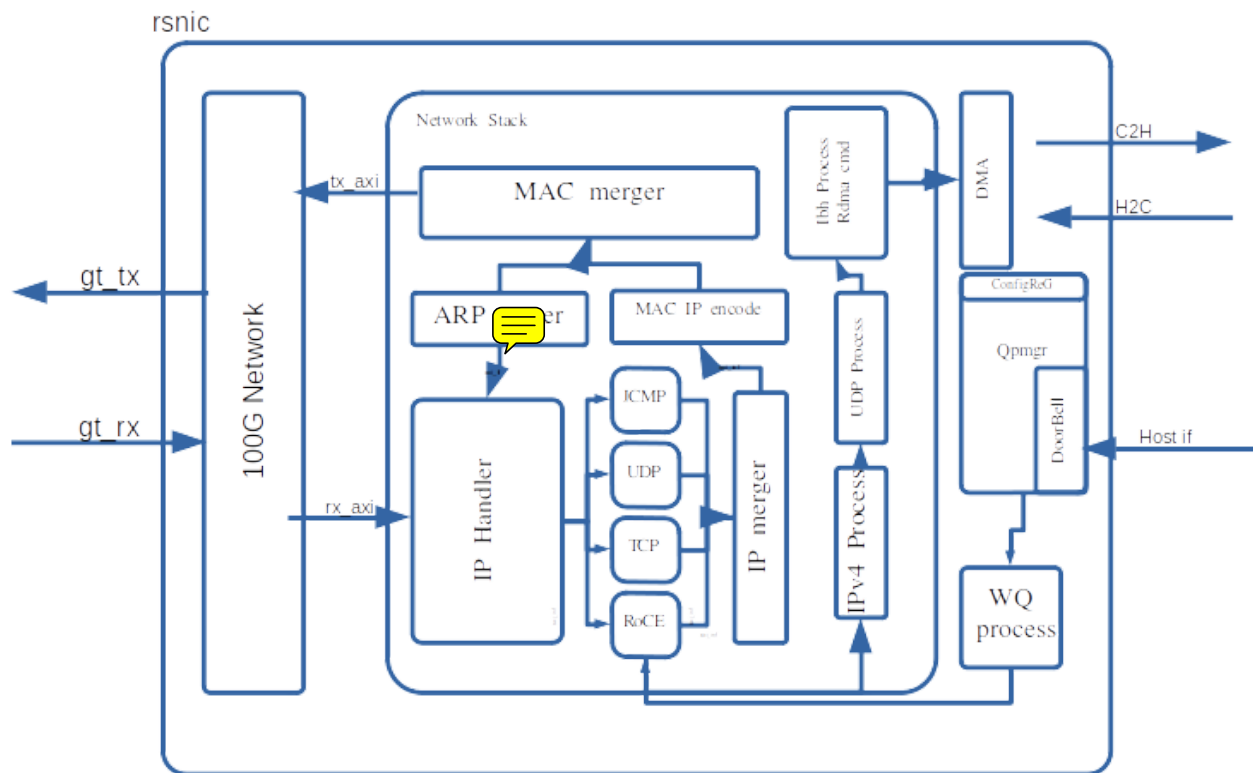 rsnic
Network Stack
MAC merger
tx_axi
ARP
er
MAC IP encode
gt_tx
100G Network
gt_rx
rx_axi
IP Handler
JCMP
UDP
TCP
RoCE
IP merger
Ibh Process
Rdma cmd
UDP Process
IPv4 Process
DMA
C2H
H2C
ConfigReG
Qpmgr
DoorBell
Host if
WQ
process